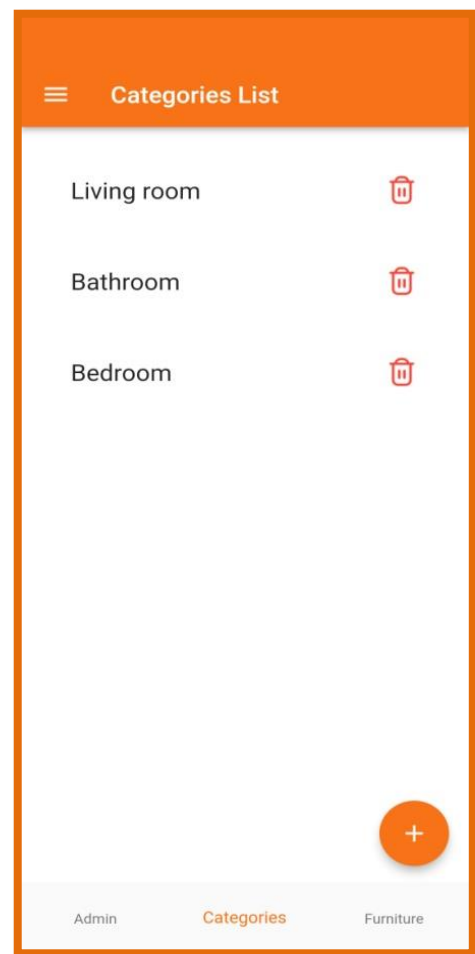 Categories List
Living room
Bathroom
Bedroom
+
Admin Categories Furniture